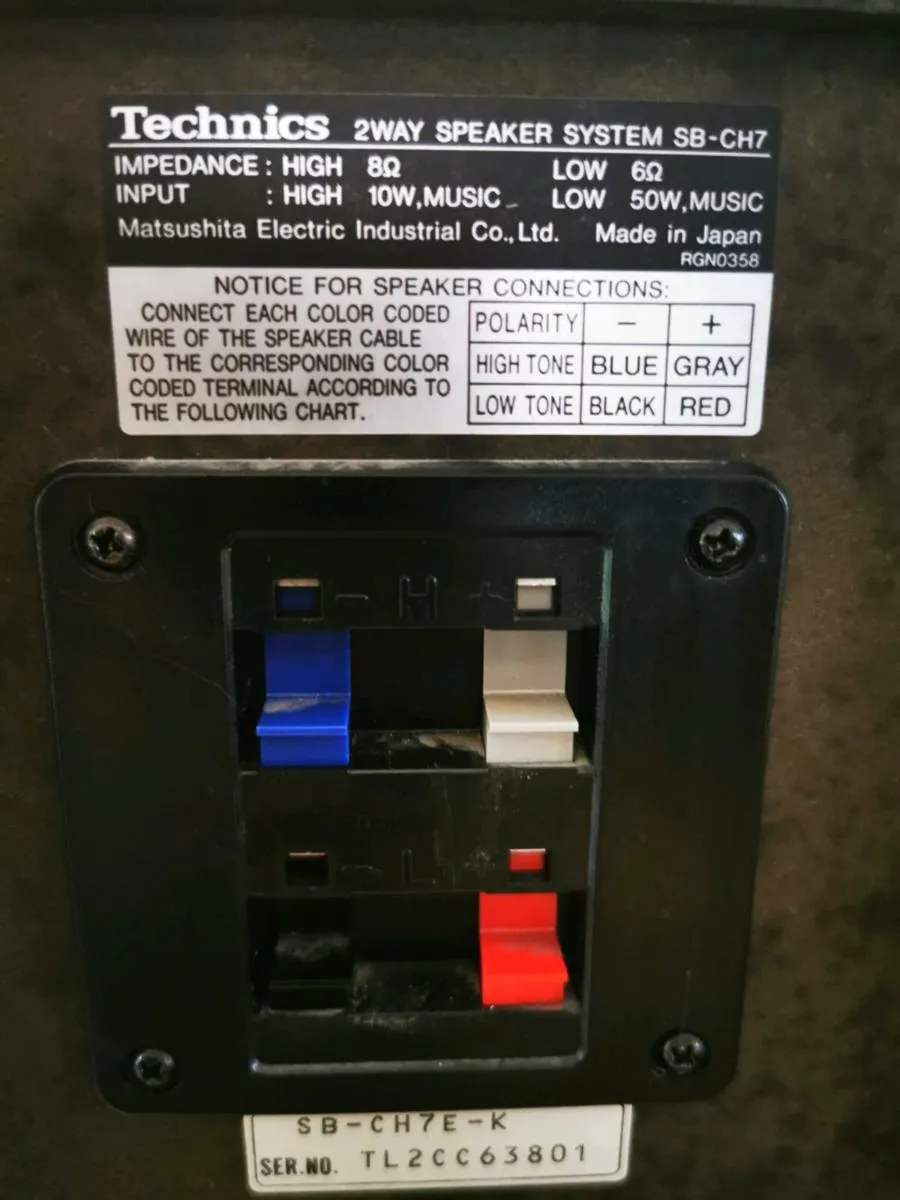 Technics 2WAY SPEAKER SYSTEM SB-CH7
IMPEDANCE : HIGH 8Ω LOW 6Ω
INPUT : HIGH 10W,MUSIC LOW 50W,MUSIC
Matsushita Electric Industrial Co., Ltd. Made in Japan
RGN0358
NOTICE FOR SPEAKER CONNECTIONS:
CONNECT EACH COLOR CODED
WIRE OF THE SPEAKER CABLE
TO THE CORRESPONDING COLOR
CODED TERMINAL ACCORDING TO
THE FOLLOWING CHART.
POLARITY − +
HIGH TONE BLUE GRAY
LOW TONE BLACK RED
− H +
− L +
SB-CH7E-K
SER.NO. TL2CC63801